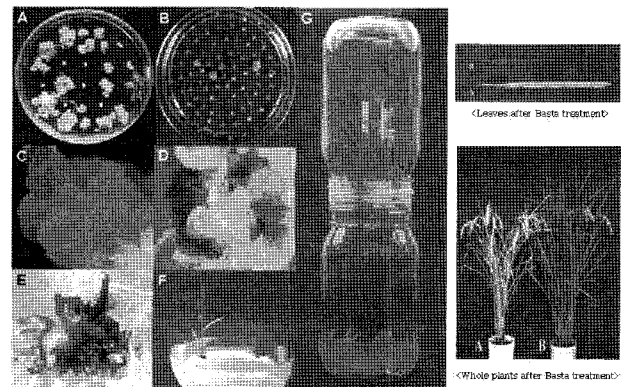 A
B
G
C
D
E
F
<Leaves after Basta treatment>
A
B
<Whole plants after Basta treatment>